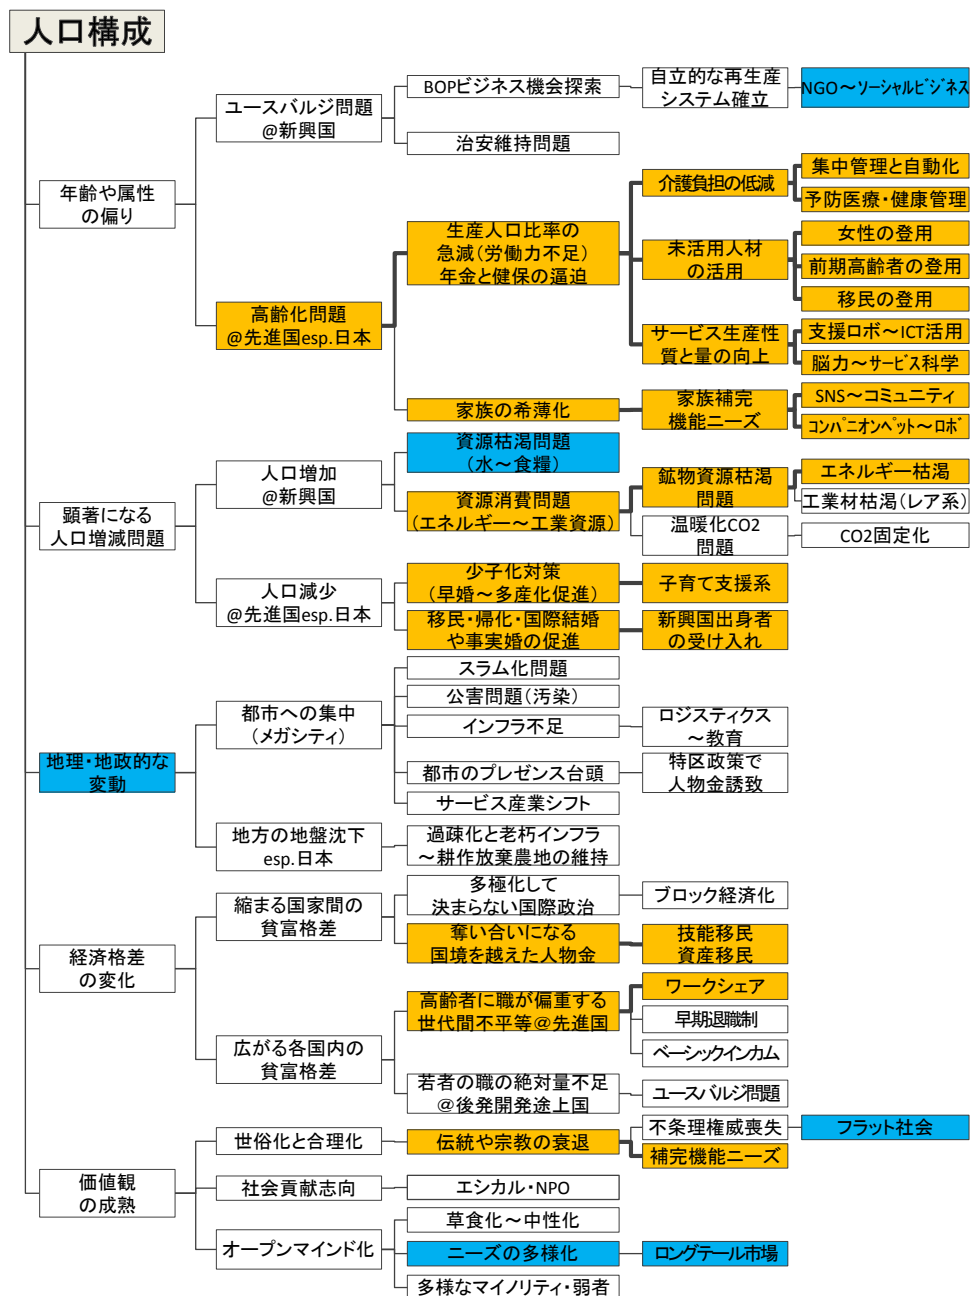 人口構成
年齢や属性
の偏り
ユースバルジ問題
@新興国
BOPビジネス機会探索
自立的な再生産
システム確立
NGO～ソーシャルビジネス
治安維持問題
高齢化問題
@先進国esp.日本
生産人口比率の
急減(労働力不足)
年金と健保の逼迫
介護負担の低減
集中管理と自動化
予防医療・健康管理
未活用人材
の活用
女性の登用
前期高齢者の登用
移民の登用
サービス生産性
質と量の向上
支援ロボ～ICT活用
脳力～サービス科学
家族の希薄化
家族補完
機能ニーズ
SNS～コミュニティ
コンパニオンペット～ロボ
顕著になる
人口増減問題
人口増加
@新興国
資源枯渇問題
(水～食糧)
資源消費問題
(エネルギー～工業資源)
鉱物資源枯渇
問題
エネルギー枯渇
工業材枯渇(レア系)
温暖化CO2
問題
CO2固定化
人口減少
@先進国esp.日本
少子化対策
(早婚～多産化促進)
子育て支援系
移民・帰化・国際結婚
や事実婚の促進
新興国出身者
の受け入れ
地理・地政的な
変動
都市への集中
(メガシティ)
スラム化問題
公害問題(汚染)
インフラ不足
ロジスティクス
～教育
都市のプレゼンス台頭
特区政策で
人物金誘致
サービス産業シフト
地方の地盤沈下
esp.日本
過疎化と老朽インフラ
～耕作放棄農地の維持
経済格差
の変化
縮まる国家間の
貧富格差
多極化して
決まらない国際政治
ブロック経済化
奪い合いになる
国境を越えた人物金
技能移民
資産移民
広がる各国内の
貧富格差
高齢者に職が偏重する
世代間不平等@先進国
ワークシェア
早期退職制
ベーシックインカム
若者の職の絶対量不足
@後発開発途上国
ユースバルジ問題
価値観
の成熟
世俗化と合理化
伝統や宗教の衰退
不条理権威喪失
フラット社会
補完機能ニーズ
社会貢献志向
エシカル・NPO
オープンマインド化
草食化～中性化
ニーズの多様化
ロングテール市場
多様なマイノリティ・弱者